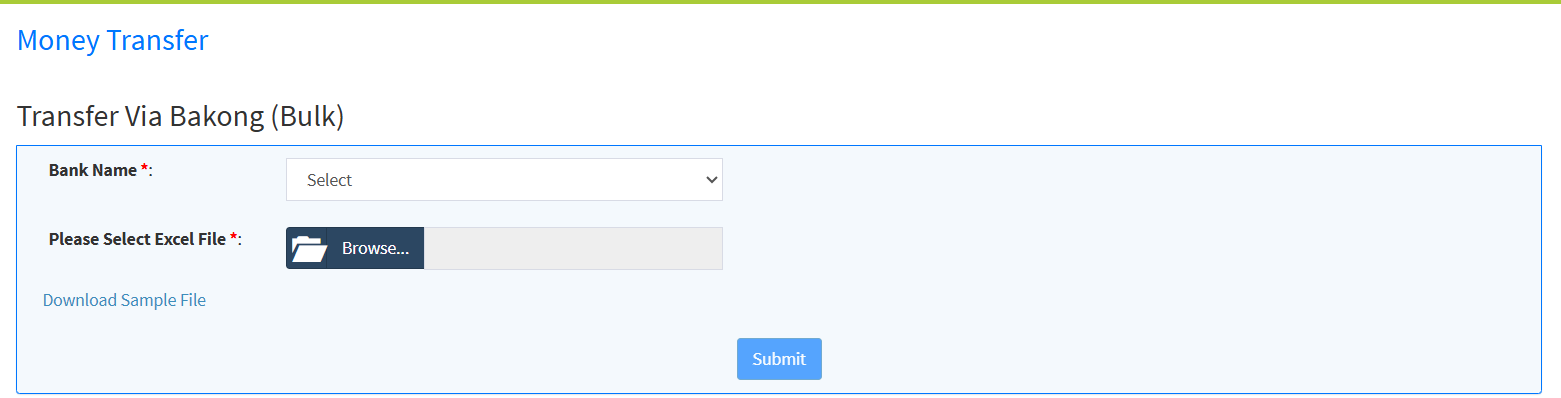 Money Transfer
Transfer Via Bakong (Bulk)
Bank Name *:
Select
Please Select Excel File *:
Browse...
Download Sample File
Submit